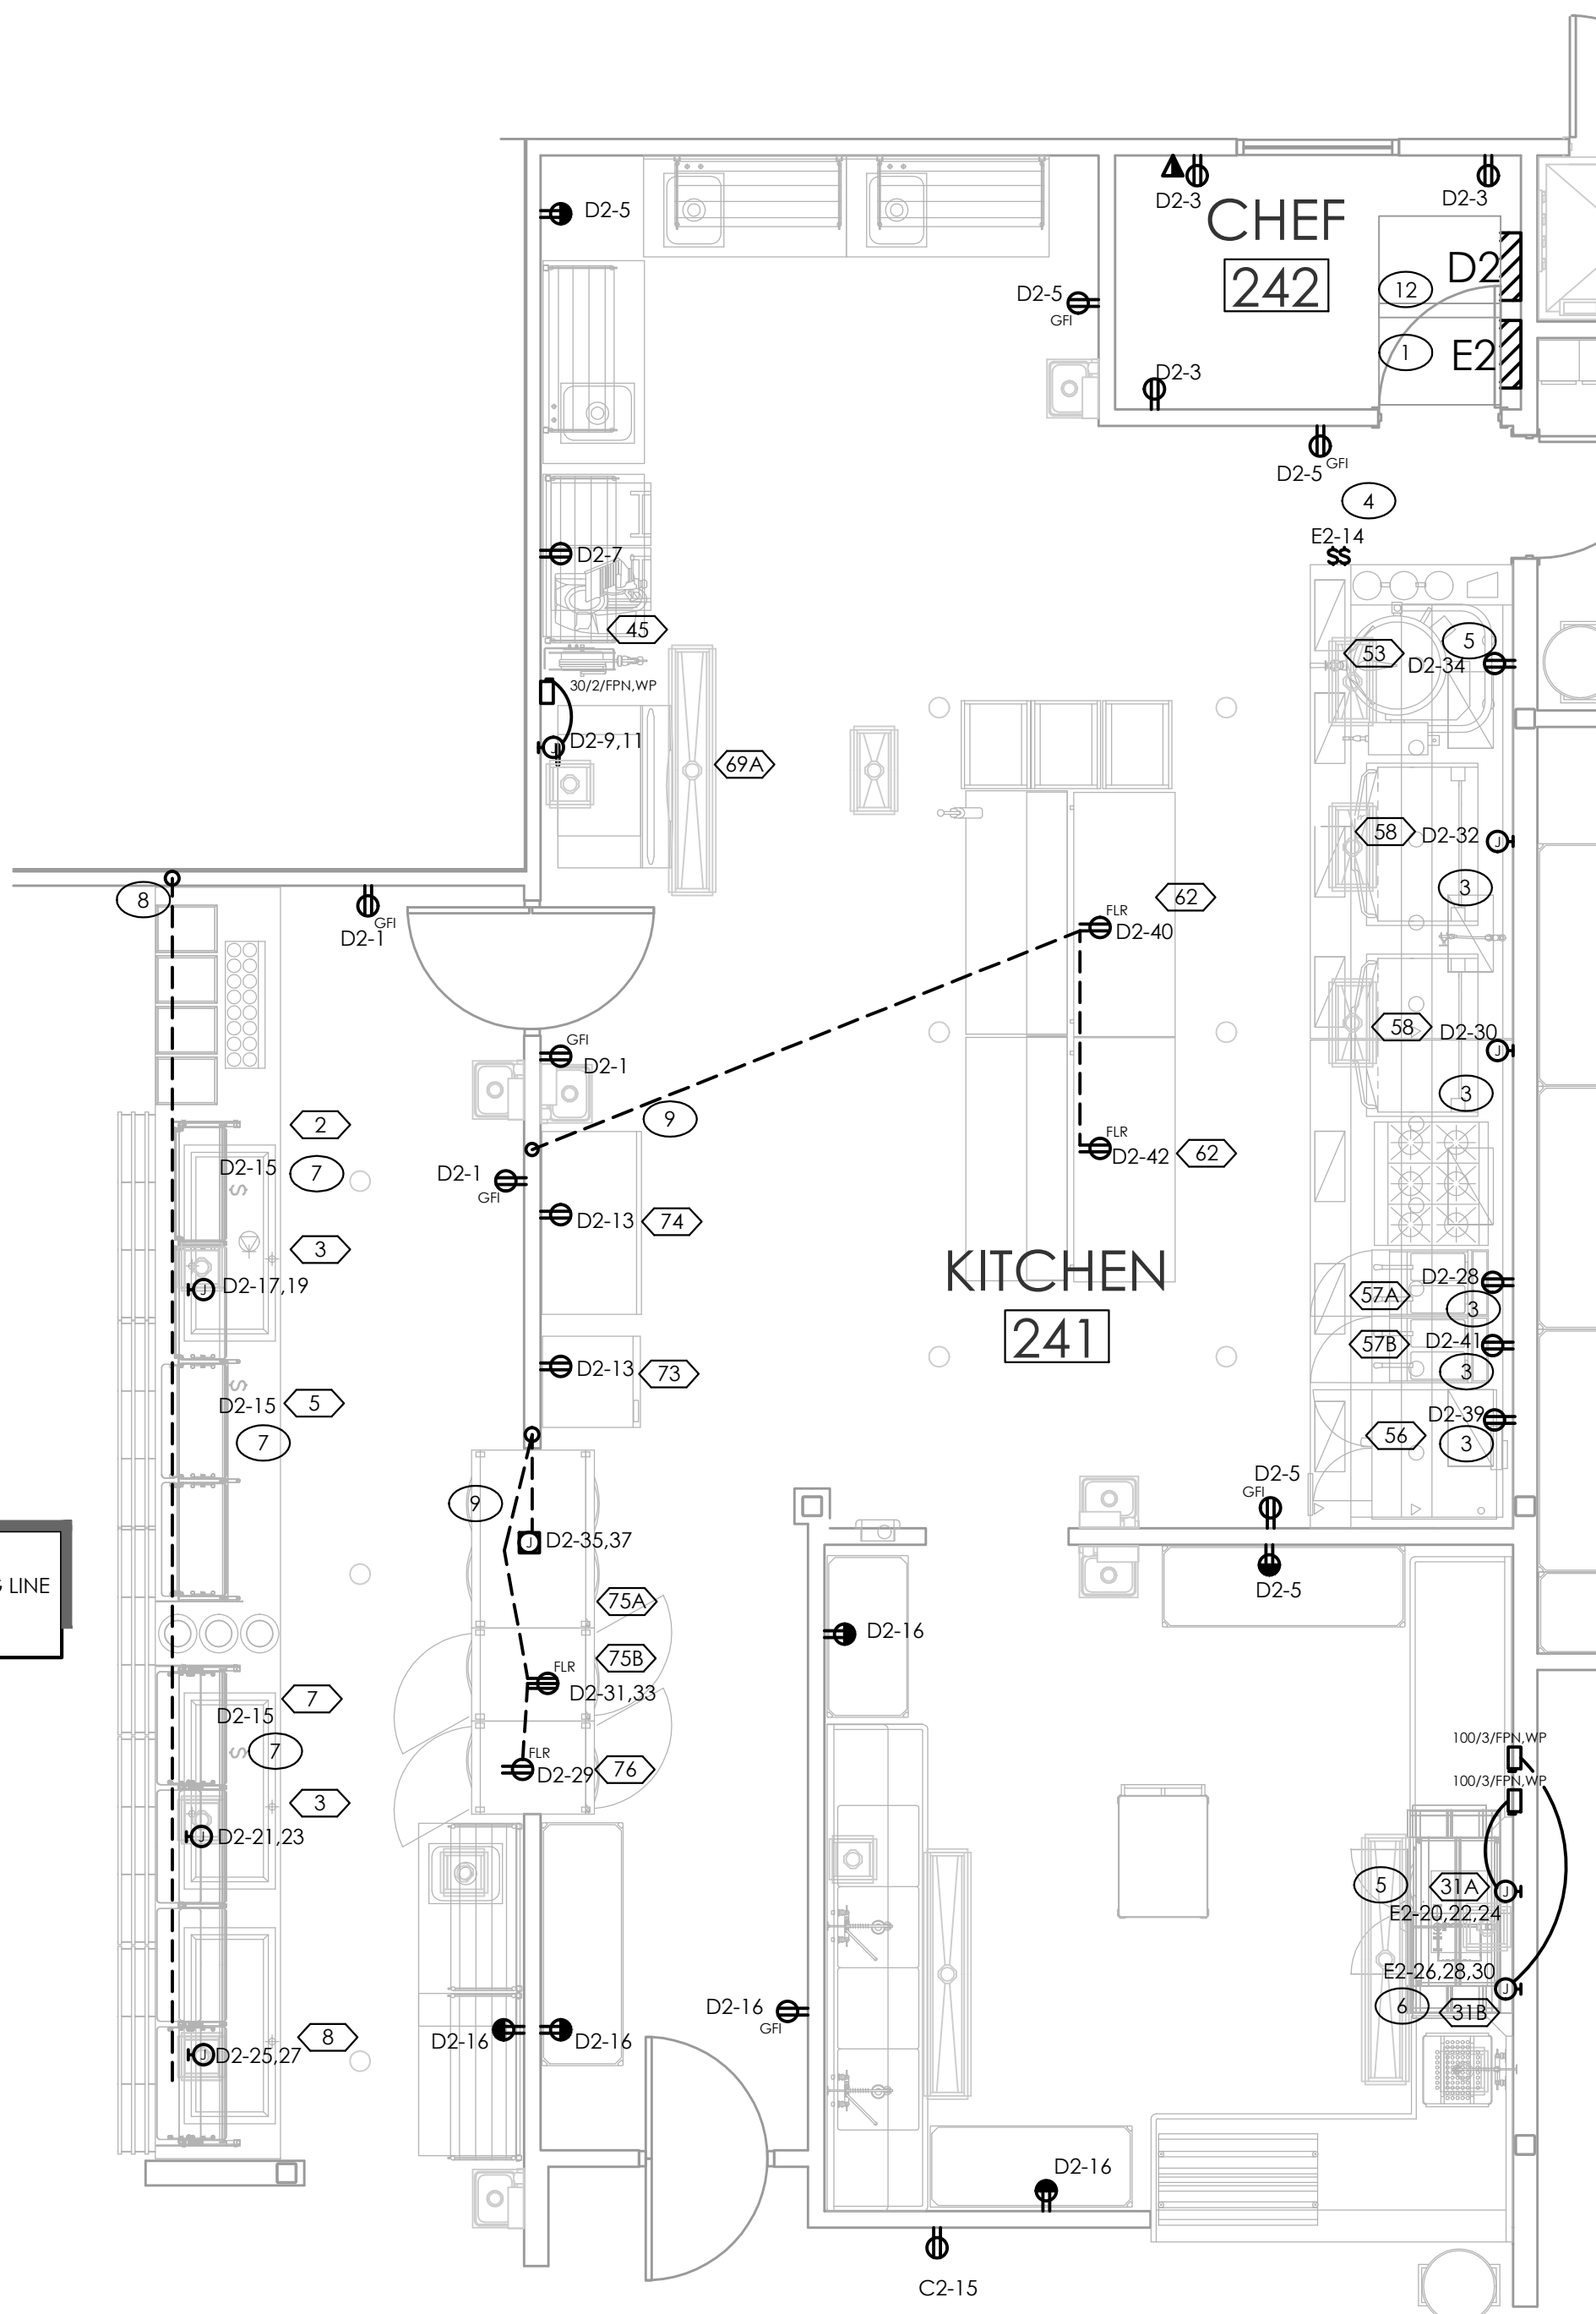 D2-5
D2-3
D2-3
CHEF
242
D2
12
E2
1
D2-5
GFI
D2-3
D2-5
GFI
4
E2-14
$$
D2-7
45
30/2/FPN,WP
D2-9,11
J
69A
53
5
D2-34
58
D2-32
J
3
8
GFI
D2-1
62
FLR
D2-40
58
D2-30
J
3
GFI
D2-1
9
FLR
D2-42
62
D2-1
GFI
D2-13
74
2
D2-15
7
$
3
J
D2-17,19
KITCHEN
241
D2-28
57A
3
D2-41
57B
3
D2-13
73
$
D2-15
5
7
D2-39
56
3
9
J
D2-35,37
D2-5
GFI
D2-5
G LINE
75A
D2-16
75B
FLR
D2-31,33
7
D2-15
$
7
FLR
D2-29
76
3
J
D2-21,23
100/3/FPN,WP
100/3/FPN,WP
5
31A
J
E2-20,22,24
E2-26,28,30
J
6
31B
D2-16
GFI
D2-16
D2-16
8
J
D2-25,27
D2-16
C2-15